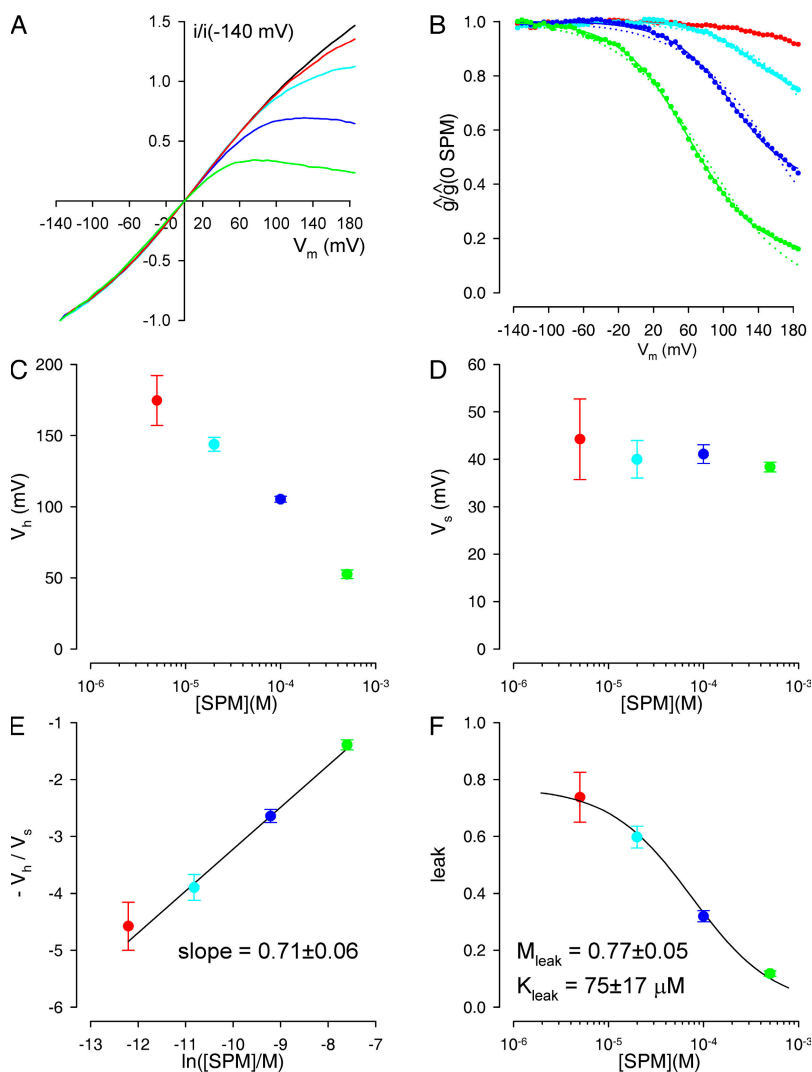 A
i/i(-140 mV)
1.5
1.0
0.5
-140 -100 -60 -20 20 60 100 140 180
V_m (mV)
-0.5
-1.0
B
ĝ/ĝ(0 SPM)
1.0
0.8
0.6
0.4
0.2
0.0
-140 -100 -60 -20 20 60 100 140 180
V_m (mV)
C
V_h (mV)
200
150
100
50
0
10^-6 10^-5 10^-4 10^-3
[SPM](M)
D
V_s (mV)
60
50
40
30
20
10
0
10^-6 10^-5 10^-4 10^-3
[SPM](M)
E
- V_h / V_s
-1
-2
-3
-4
-5
-6
slope = 0.71±0.06
-13 -12 -11 -10 -9 -8 -7
ln([SPM]/M)
F
leak
1.0
0.8
0.6
0.4
0.2
0.0
M_leak = 0.77±0.05
K_leak = 75±17 μM
10^-6 10^-5 10^-4 10^-3
[SPM](M)